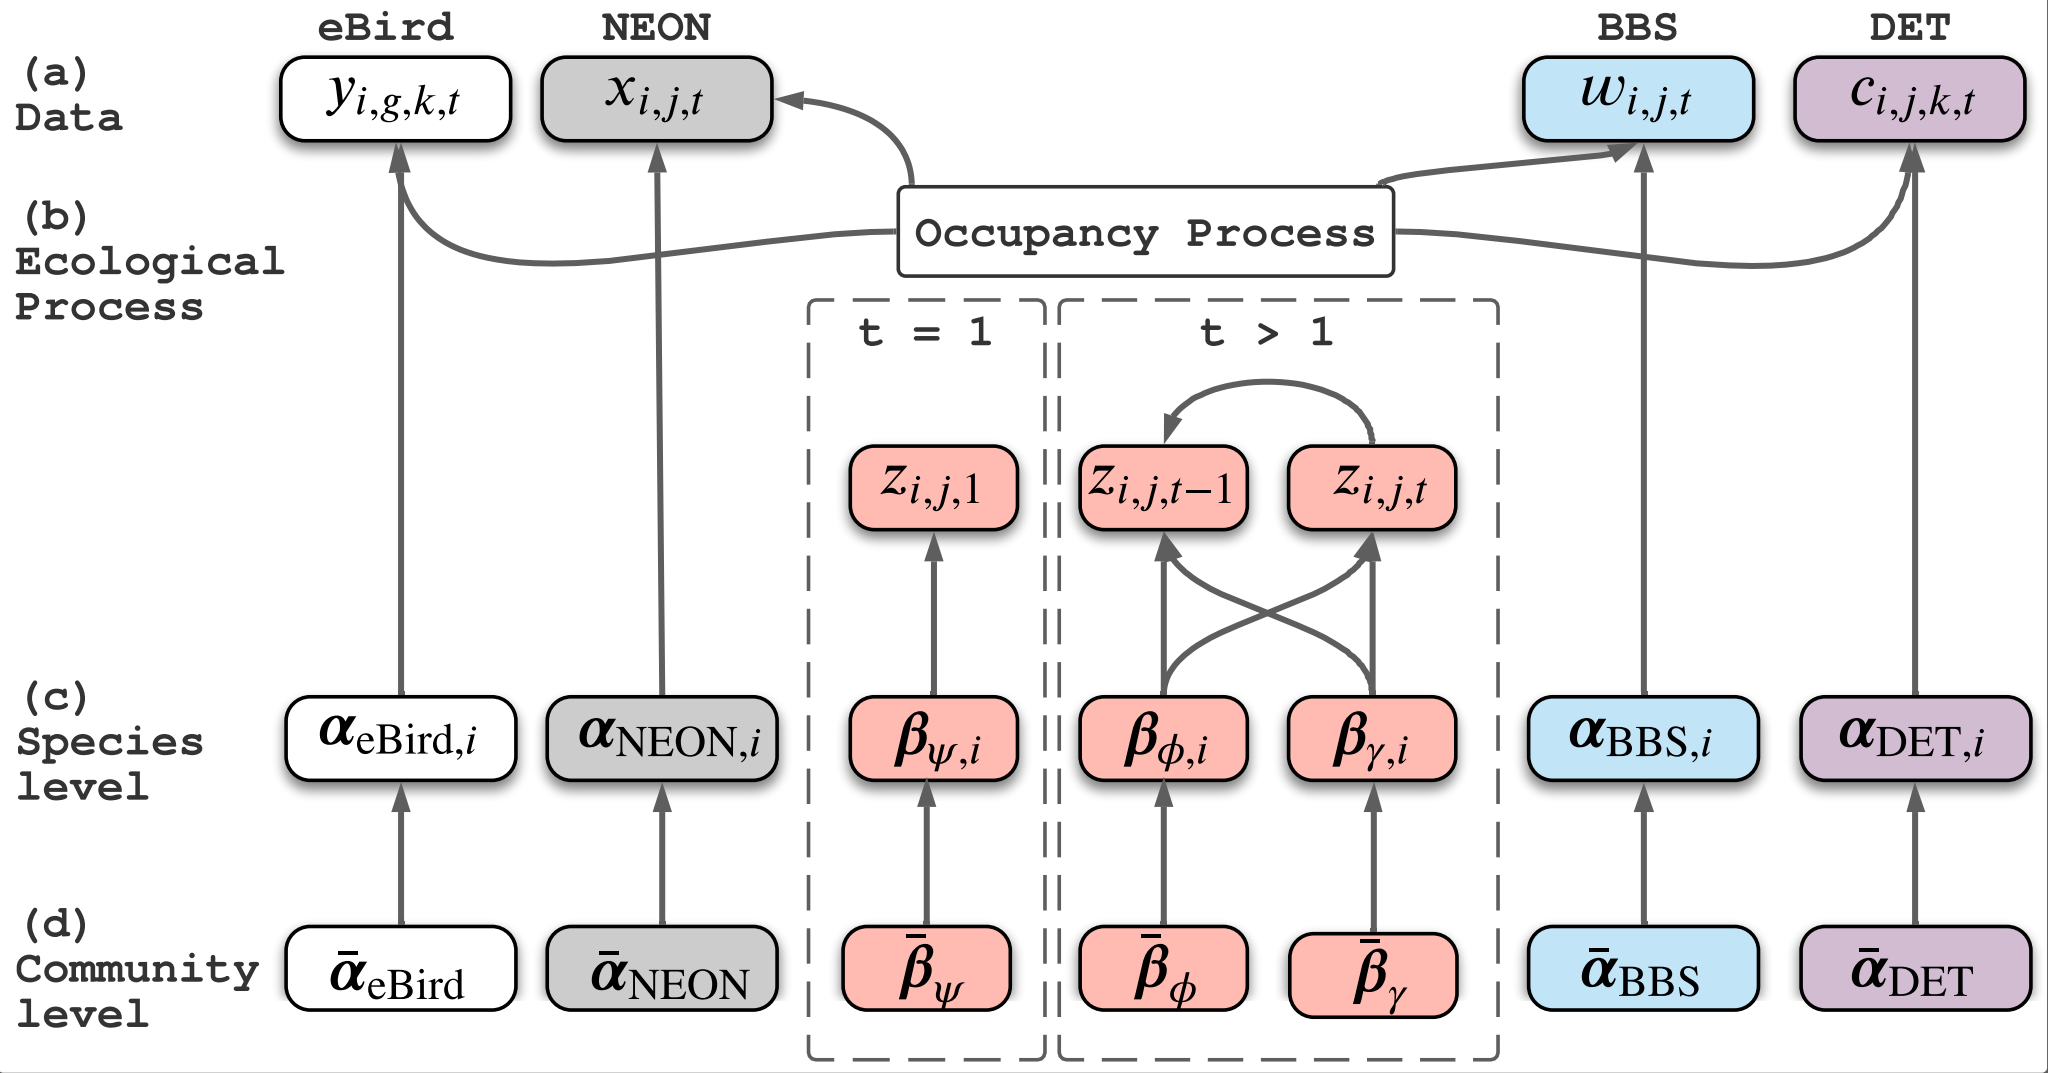 eBird NEON BBS DET
(a)
Data
y_{i,g,k,t} x_{i,j,t} w_{i,j,t} c_{i,j,k,t}
(b)
Ecological
Process
Occupancy Process
t = 1 t > 1
z_{i,j,1} z_{i,j,t−1} z_{i,j,t}
(c)
Species
level
α_{eBird,i} α_{NEON,i} β_{ψ,i} β_{ϕ,i} β_{γ,i} α_{BBS,i} α_{DET,i}
(d)
Community
level
ᾱ_{eBird} ᾱ_{NEON} β̄_ψ β̄_ϕ β̄_γ ᾱ_{BBS} ᾱ_{DET}